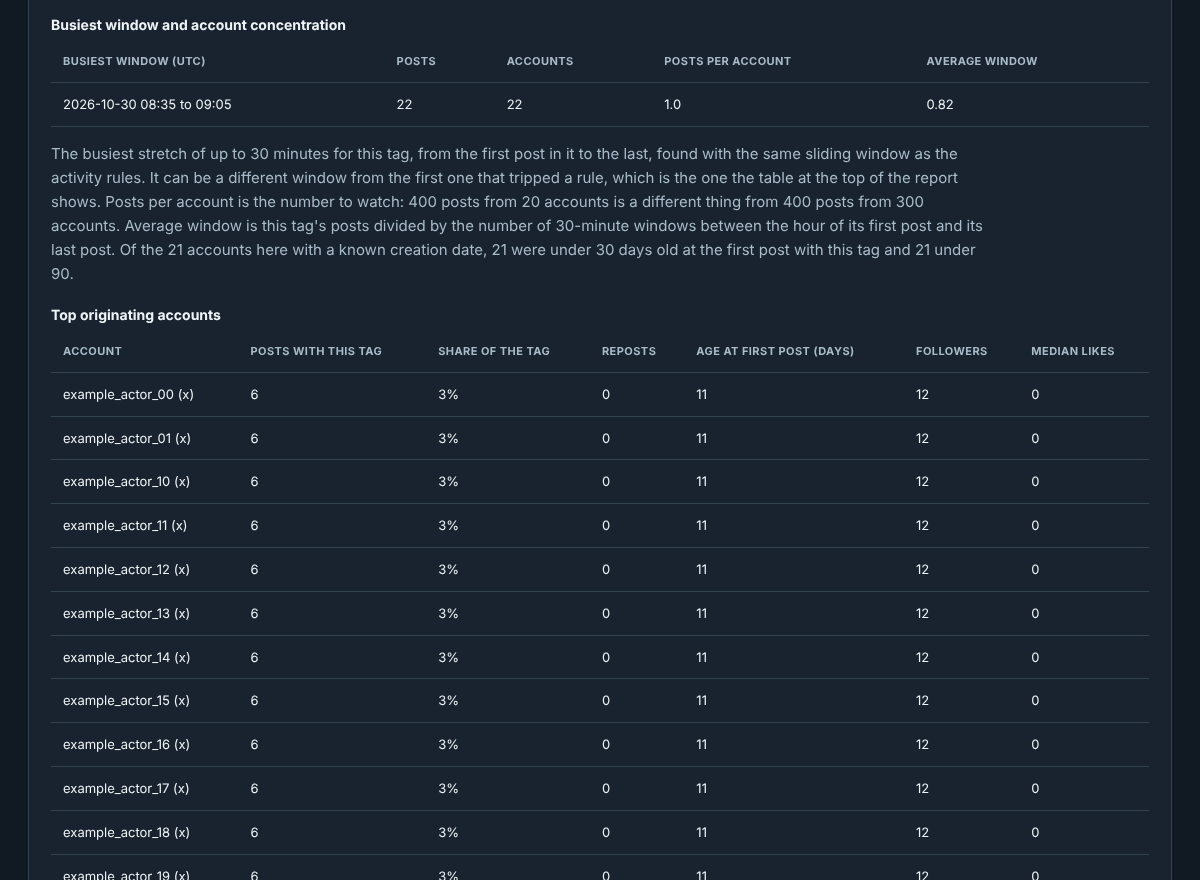 Busiest window and account concentration
BUSIEST WINDOW (UTC) POSTS ACCOUNTS POSTS PER ACCOUNT AVERAGE WINDOW
2026-10-30 08:35 to 09:05 22 22 1.0 0.82
The busiest stretch of up to 30 minutes for this tag, from the first post in it to the last, found with the same sliding window as the
activity rules. It can be a different window from the first one that tripped a rule, which is the one the table at the top of the report
shows. Posts per account is the number to watch: 400 posts from 20 accounts is a different thing from 400 posts from 300
accounts. Average window is this tag's posts divided by the number of 30-minute windows between the hour of its first post and its
last post. Of the 21 accounts here with a known creation date, 21 were under 30 days old at the first post with this tag and 21 under
90.
Top originating accounts
ACCOUNT POSTS WITH THIS TAG SHARE OF THE TAG REPOSTS AGE AT FIRST POST (DAYS) FOLLOWERS MEDIAN LIKES
example_actor_00 (x) 6 3% 0 11 12 0
example_actor_01 (x) 6 3% 0 11 12 0
example_actor_10 (x) 6 3% 0 11 12 0
example_actor_11 (x) 6 3% 0 11 12 0
example_actor_12 (x) 6 3% 0 11 12 0
example_actor_13 (x) 6 3% 0 11 12 0
example_actor_14 (x) 6 3% 0 11 12 0
example_actor_15 (x) 6 3% 0 11 12 0
example_actor_16 (x) 6 3% 0 11 12 0
example_actor_17 (x) 6 3% 0 11 12 0
example_actor_18 (x) 6 3% 0 11 12 0
example_actor_19 (x) 6 3% 0 11 12 0